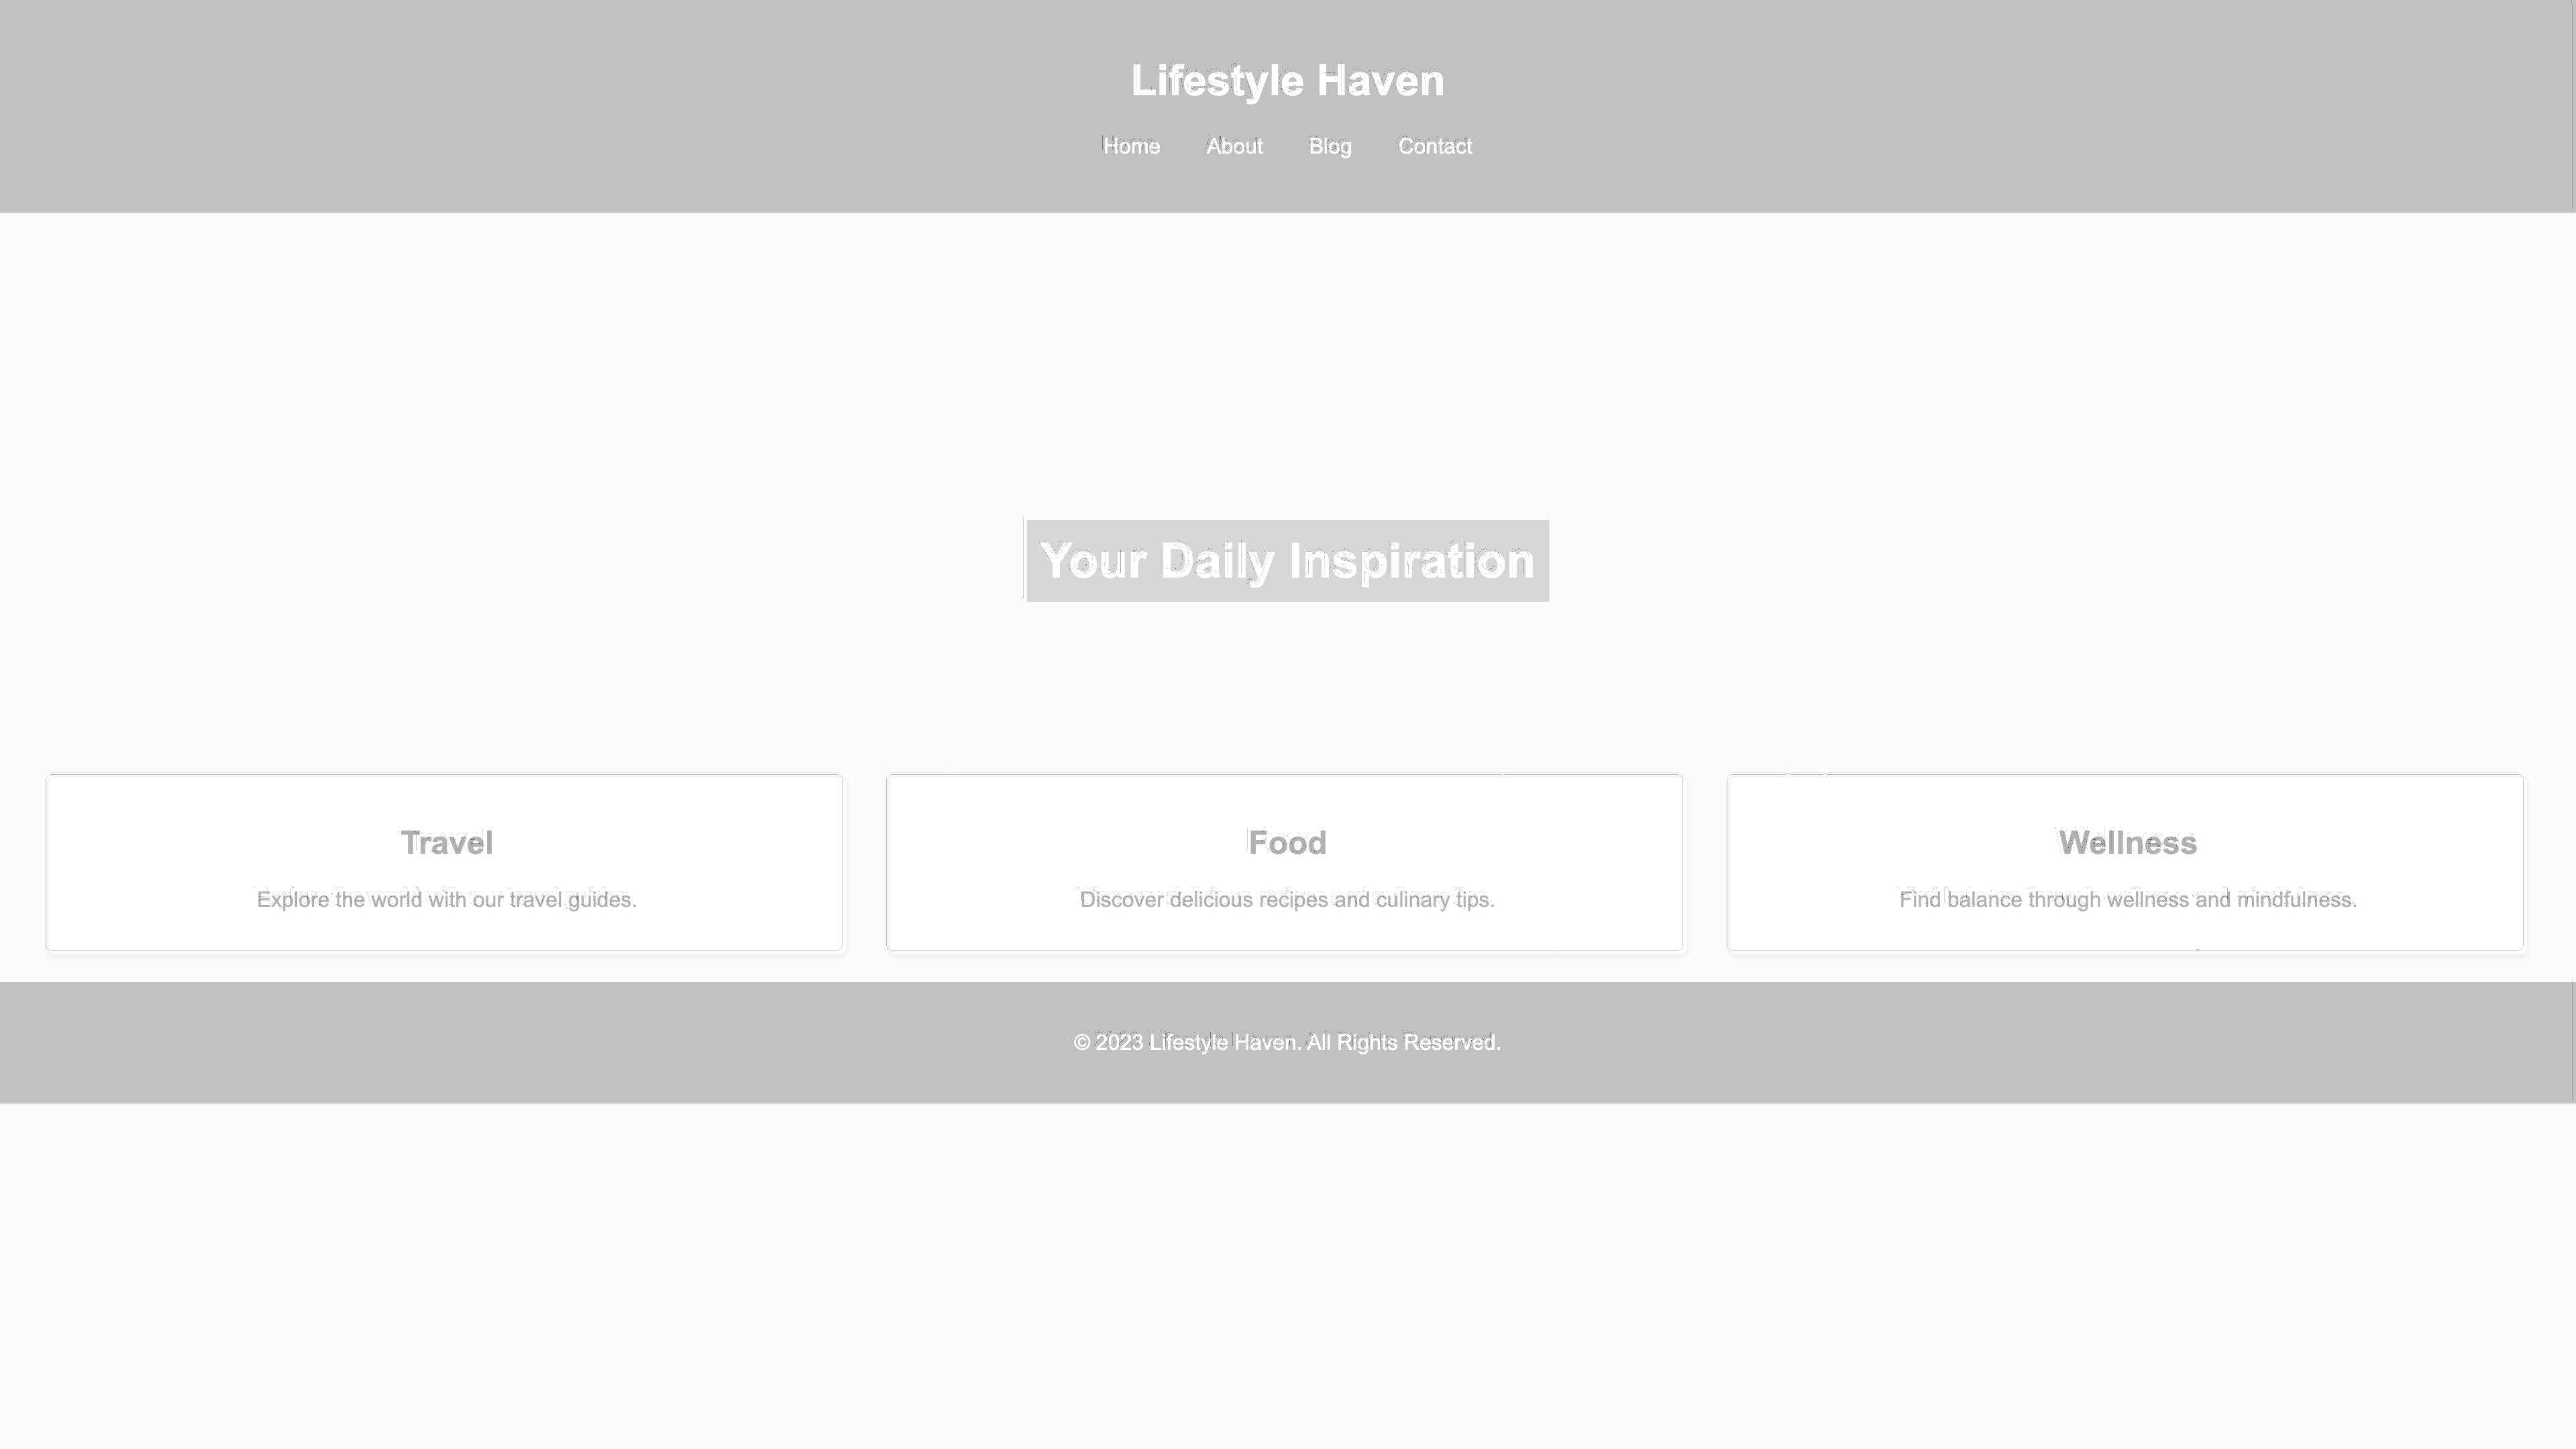 Lifestyle Haven
Home About Blog Contact
Your Daily Inspiration
Travel
Explore the world with our travel guides.
Food
Discover delicious recipes and culinary tips.
Wellness
Find balance through wellness and mindfulness.
© 2023 Lifestyle Haven. All Rights Reserved.